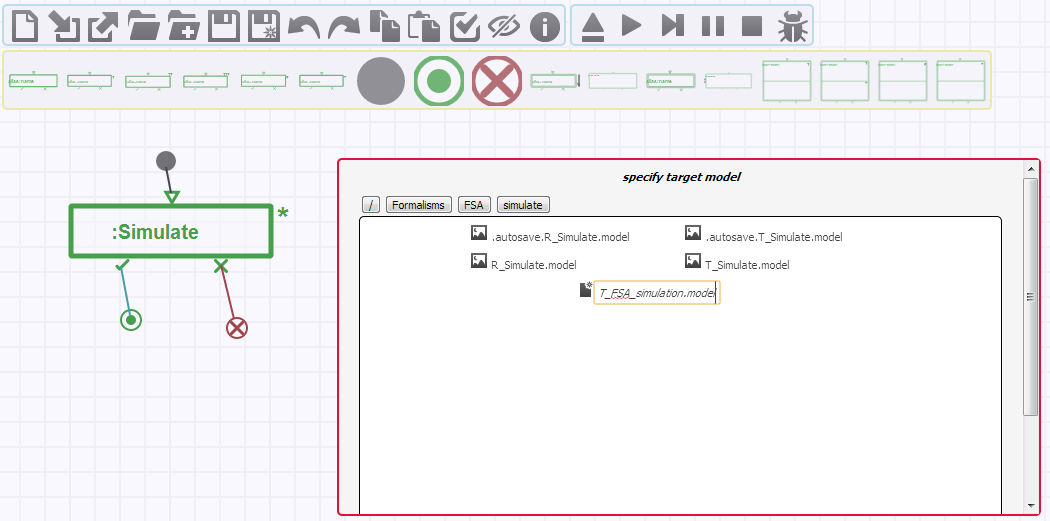 specify target model
/ Formalisms FSA simulate
:Simulate *
.autosave.R_Simulate.model .autosave.T_Simulate.model
R_Simulate.model T_Simulate.model
T_FSA_simulation.model